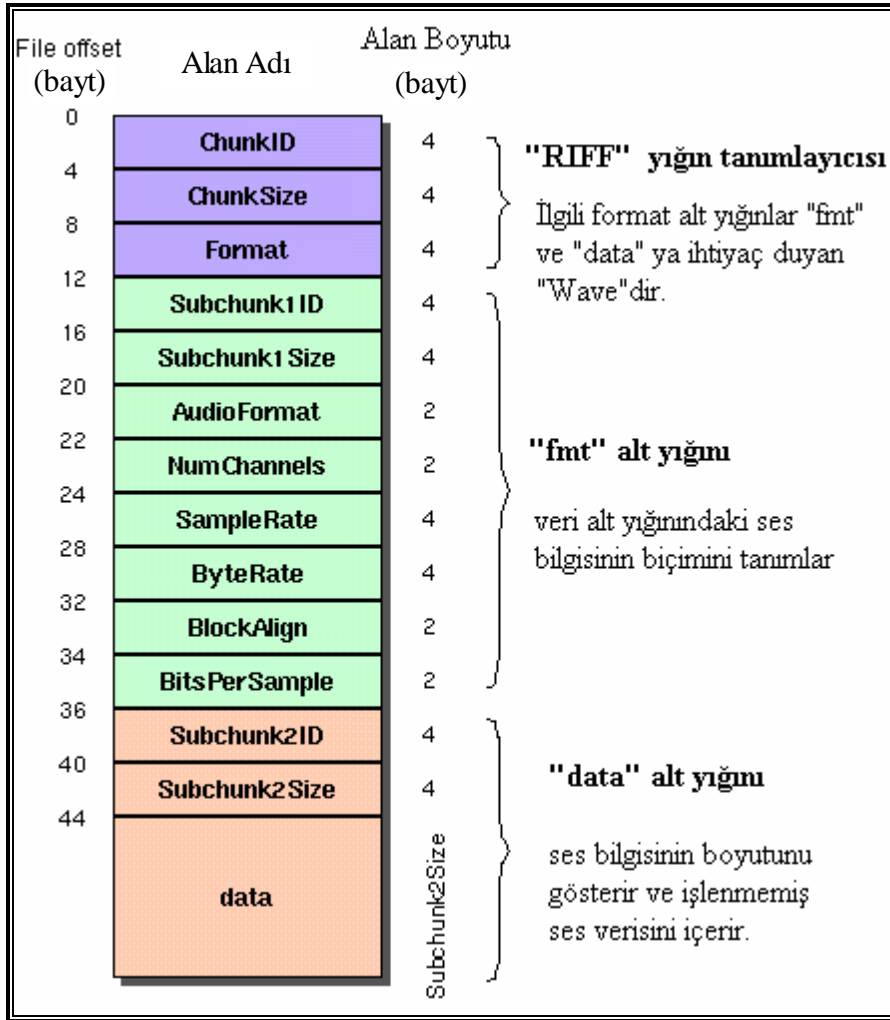 File offset
(bayt)
Alan Adı
Alan Boyutu
(bayt)
0
ChunkID
4
4
ChunkSize
4
8
Format
4
12
Subchunk1ID
4
16
Subchunk1Size
4
20
AudioFormat
2
22
NumChannels
2
24
SampleRate
4
28
ByteRate
4
32
BlockAlign
2
34
BitsPerSample
2
36
Subchunk2ID
4
40
Subchunk2Size
4
44
data
Subchunk2Size
"RIFF" yığın tanımlayıcısı
İlgili format alt yığınlar "fmt"
ve "data" ya ihtiyaç duyan
"Wave"dir.
"fmt" alt yığını
veri alt yığınındaki ses
bilgisinin biçimini tanımlar
"data" alt yığını
ses bilgisinin boyutunu
gösterir ve işlenmemiş
ses verisini içerir.